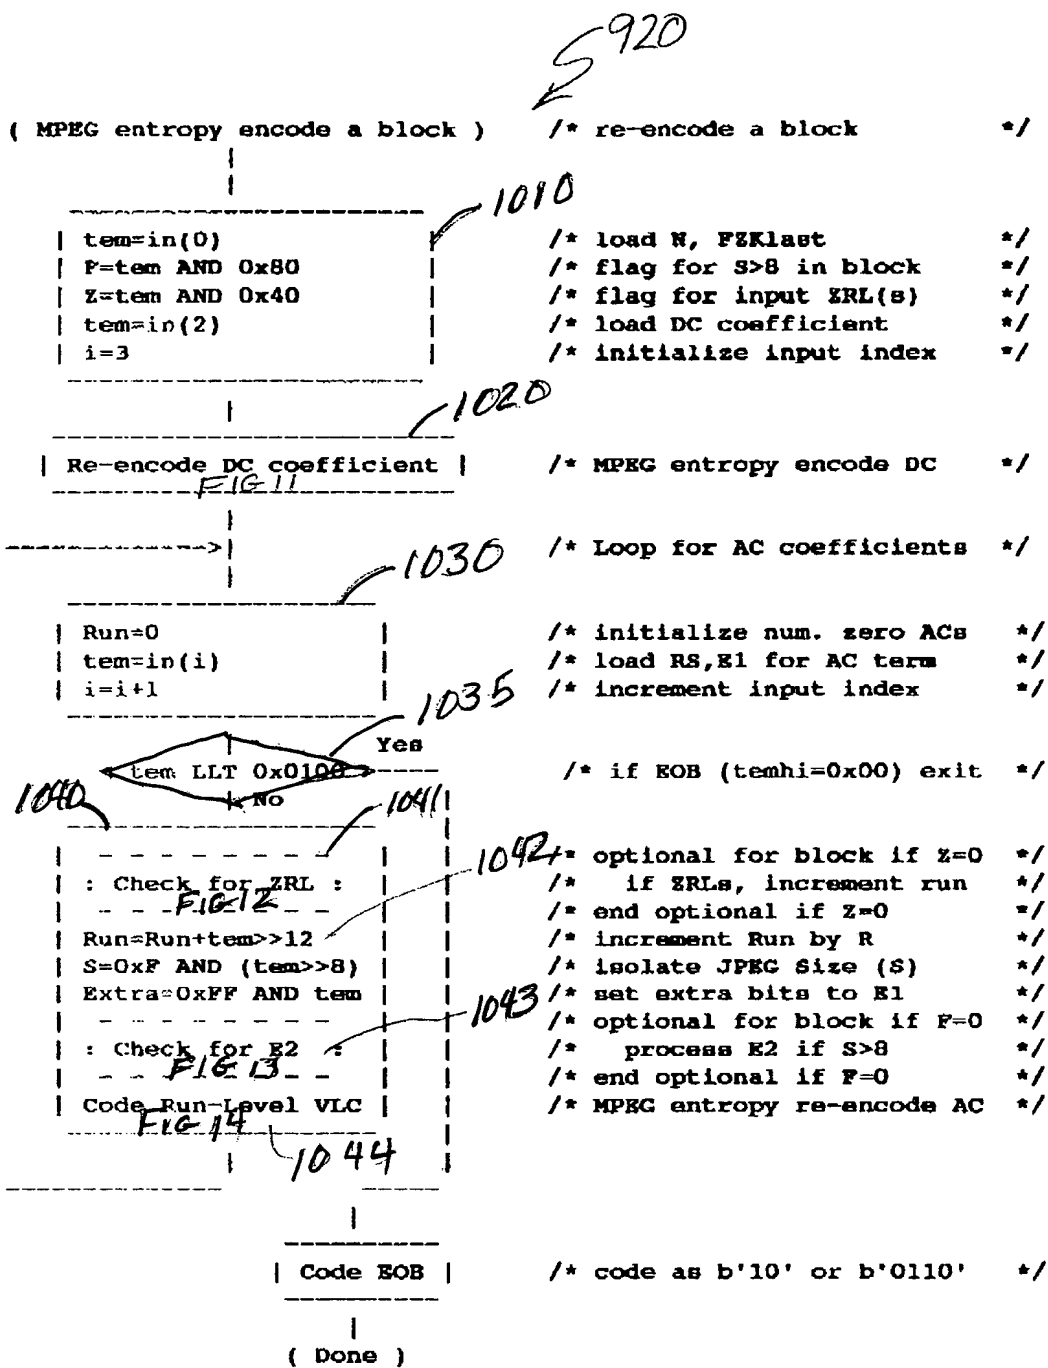 920
( MPEG entropy encode a block ) /* re-encode a block */
1010
tem=in(0) /* load N, FZKlast */
F=tem AND 0x80 /* flag for S>8 in block */
Z=tem AND 0x40 /* flag for input ZRL(s) */
tem=in(2) /* load DC coefficient */
i=3 /* initialize input index */
1020
Re-encode DC coefficient /* MPEG entropy encode DC */
FIG 11
/* Loop for AC coefficients */
1030
Run=0 /* initialize num. zero ACs */
tem=in(i) /* load RS,E1 for AC term */
i=i+1 /* increment input index */
1035
Yes
tem LLT 0x0100 /* if EOB (temhi=0x00) exit */
No
1040
1041
1042 /* optional for block if Z=0 */
: Check for ZRL : /* if ZRLs, increment run */
FIG 12 /* end optional if Z=0 */
Run=Run+tem>>12 /* increment Run by R */
S=0xF AND (tem>>8) /* isolate JPEG Size (S) */
Extra=0xFF AND tem /* set extra bits to E1 */
1043 /* optional for block if F=0 */
: Check for E2 : /* process E2 if S>8 */
FIG 13 /* end optional if F=0 */
Code Run-Level VLC /* MPEG entropy re-encode AC */
FIG 14
1044
Code EOB /* code as b'10' or b'0110' */
( Done )